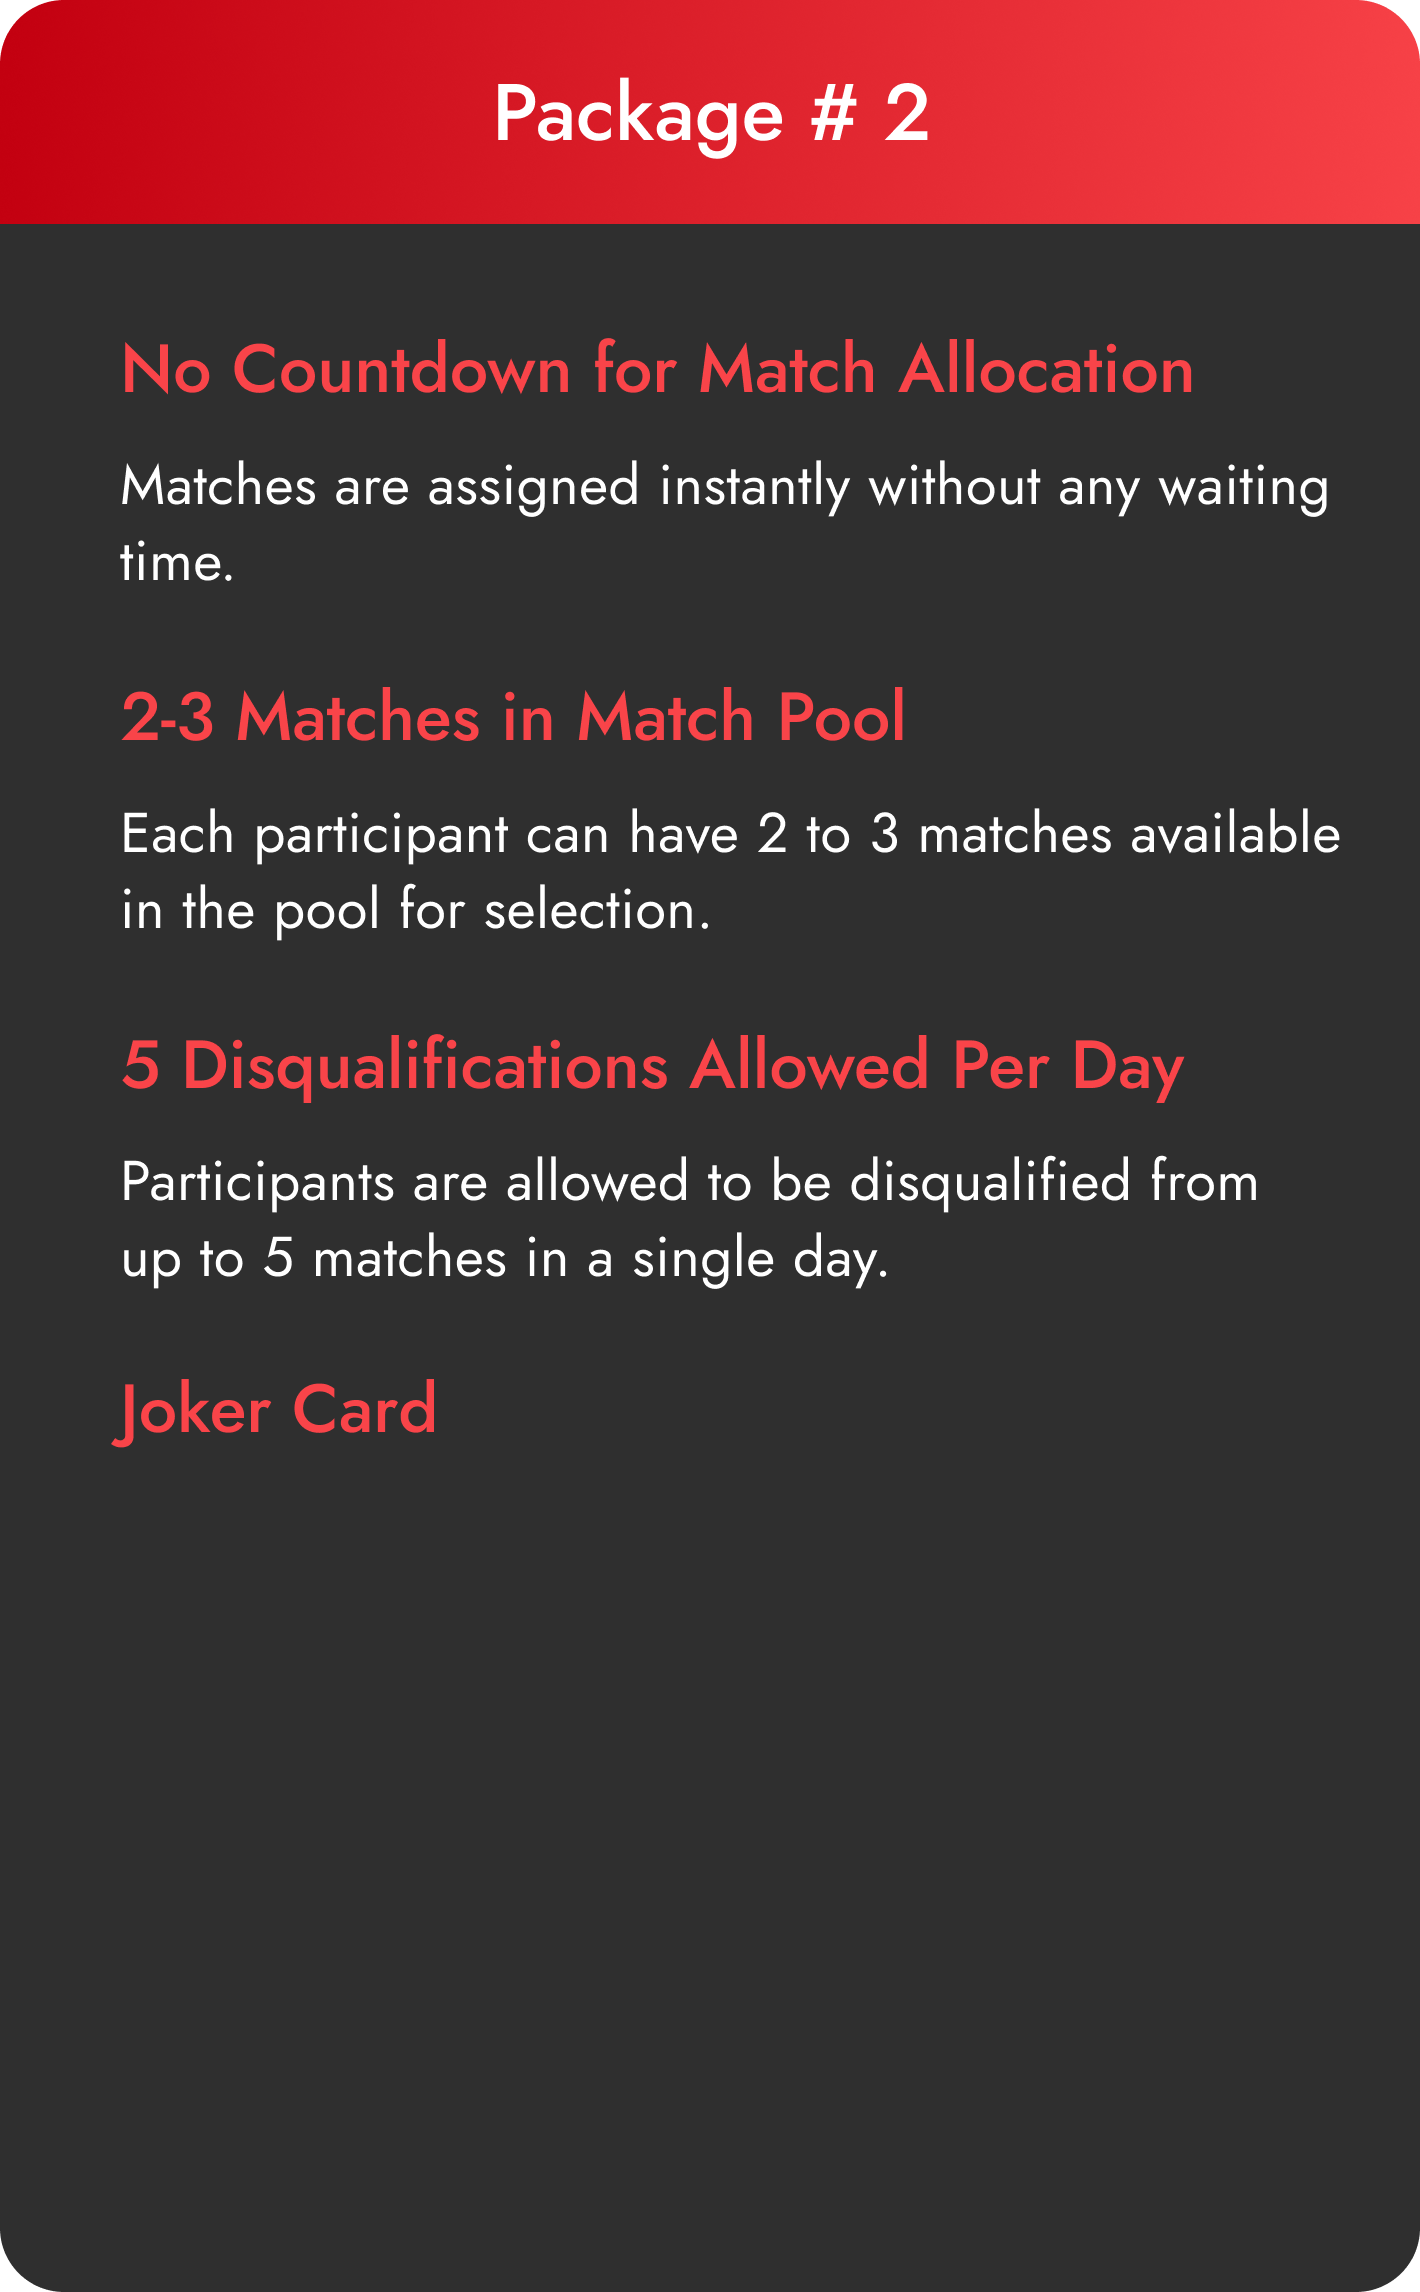 Package # 2
No Countdown for Match Allocation
Matches are assigned instantly without any waiting
time.
2-3 Matches in Match Pool
Each participant can have 2 to 3 matches available
in the pool for selection.
5 Disqualifications Allowed Per Day
Participants are allowed to be disqualified from
up to 5 matches in a single day.
Joker Card